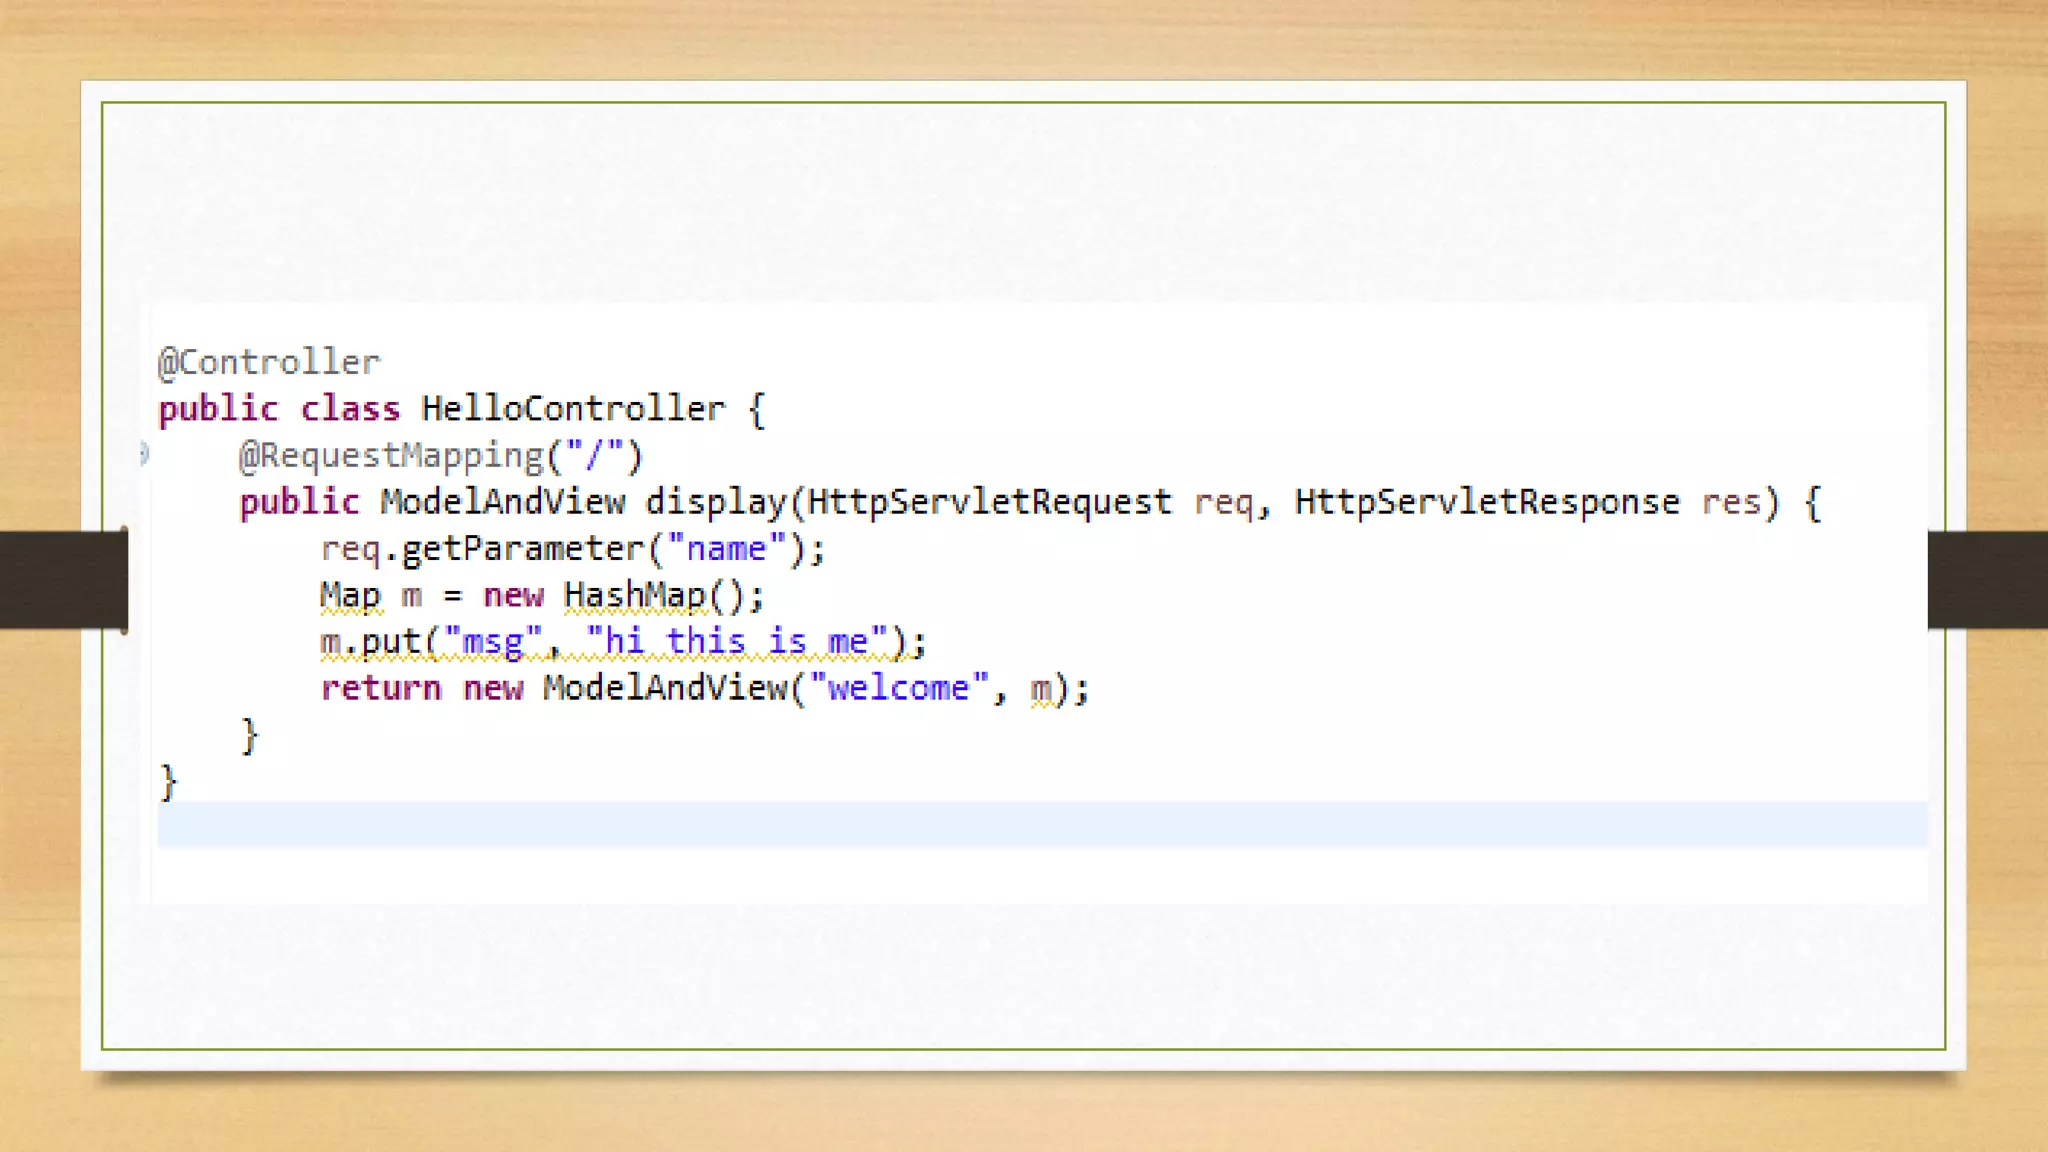 @Controller
public class HelloController {
    @RequestMapping("/")
    public ModelAndView display(HttpServletRequest req, HttpServletResponse res) {
        req.getParameter("name");
        Map m = new HashMap();
        m.put("msg", "hi this is me");
        return new ModelAndView("welcome", m);
    }
}